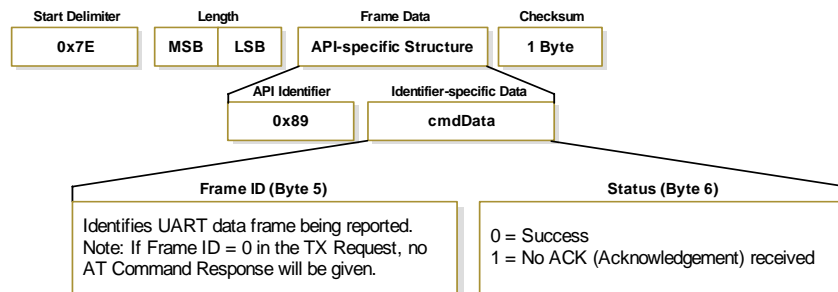 Start Delimiter
Length
Frame Data
Checksum
0x7E
MSB
LSB
API-specific Structure
1 Byte
API Identifier
Identifier-specific Data
0x89
cmdData
Frame ID (Byte 5)
Status (Byte 6)
Identifies UART data frame being reported.
Note: If Frame ID = 0 in the TX Request, no
AT Command Response will be given.
0 = Success
1 = No ACK (Acknowledgement) received